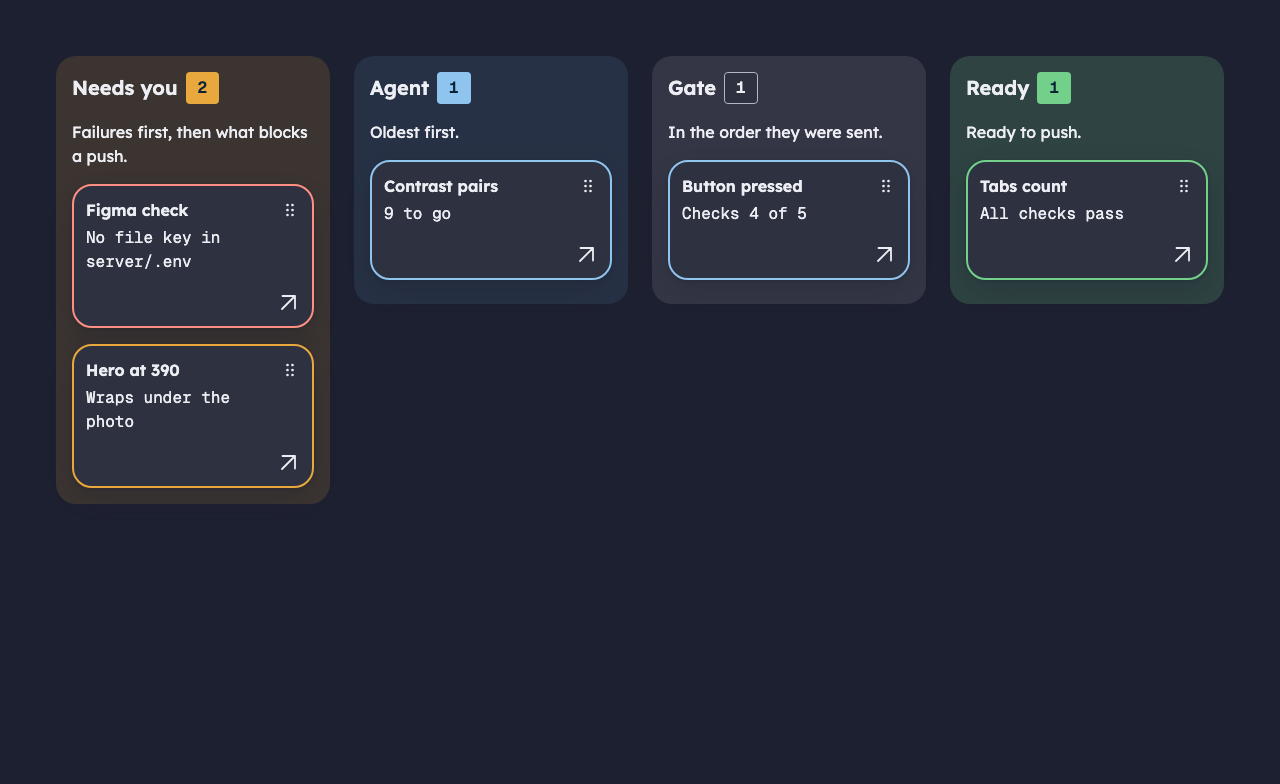 Needs you 2
Failures first, then what blocks
a push.
Figma check
No file key in
server/.env
Hero at 390
Wraps under the
photo
Agent 1
Oldest first.
Contrast pairs
9 to go
Gate 1
In the order they were sent.
Button pressed
Checks 4 of 5
Ready 1
Ready to push.
Tabs count
All checks pass